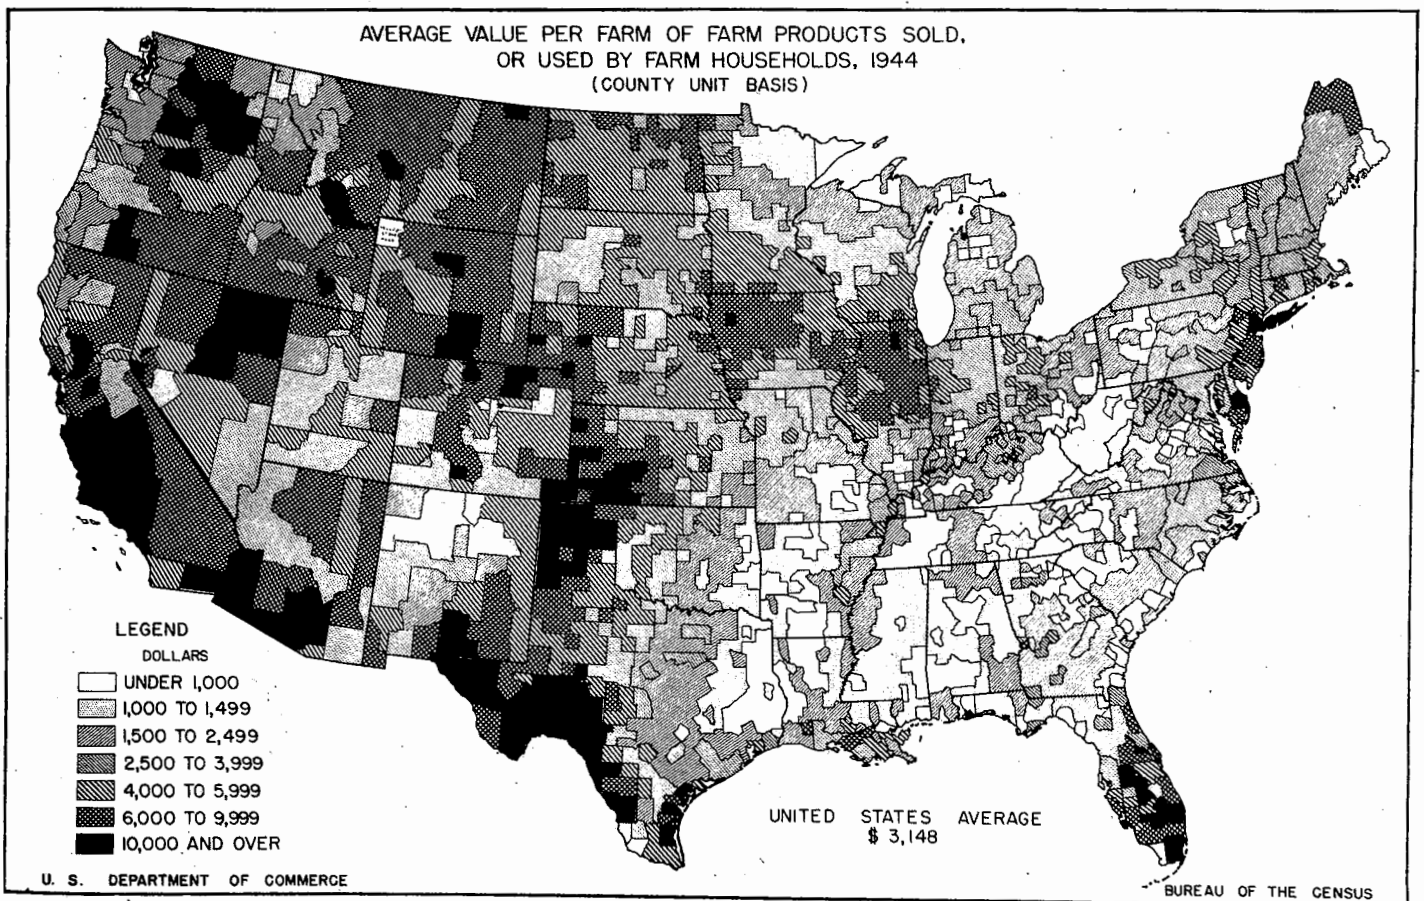 AVERAGE VALUE PER FARM OF FARM PRODUCTS SOLD,
OR USED BY FARM HOUSEHOLDS, 1944
(COUNTY UNIT BASIS)
LEGEND
DOLLARS
UNDER 1,000
1,000 TO 1,499
1,500 TO 2,499
2,500 TO 3,999
4,000 TO 5,999
6,000 TO 9,999
10,000 AND OVER
UNITED STATES AVERAGE
$ 3,148
U. S. DEPARTMENT OF COMMERCE
BUREAU OF THE CENSUS